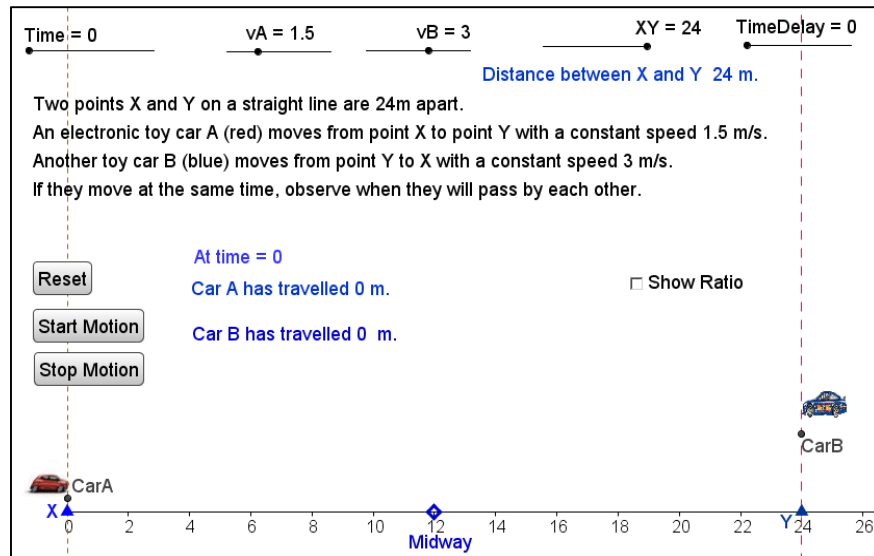 Time = 0 vA = 1.5 vB = 3 XY = 24 TimeDelay = 0
Distance between X and Y 24 m.
Two points X and Y on a straight line are 24m apart.
An electronic toy car A (red) moves from point X to point Y with a constant speed 1.5 m/s.
Another toy car B (blue) moves from point Y to X with a constant speed 3 m/s.
If they move at the same time, observe when they will pass by each other.
At time = 0
Reset
Car A has travelled 0 m.
Show Ratio
Start Motion
Car B has travelled 0 m.
Stop Motion
CarB
CarA
X Y
0 2 4 6 8 10 12 14 16 18 20 22 24 26
Midway